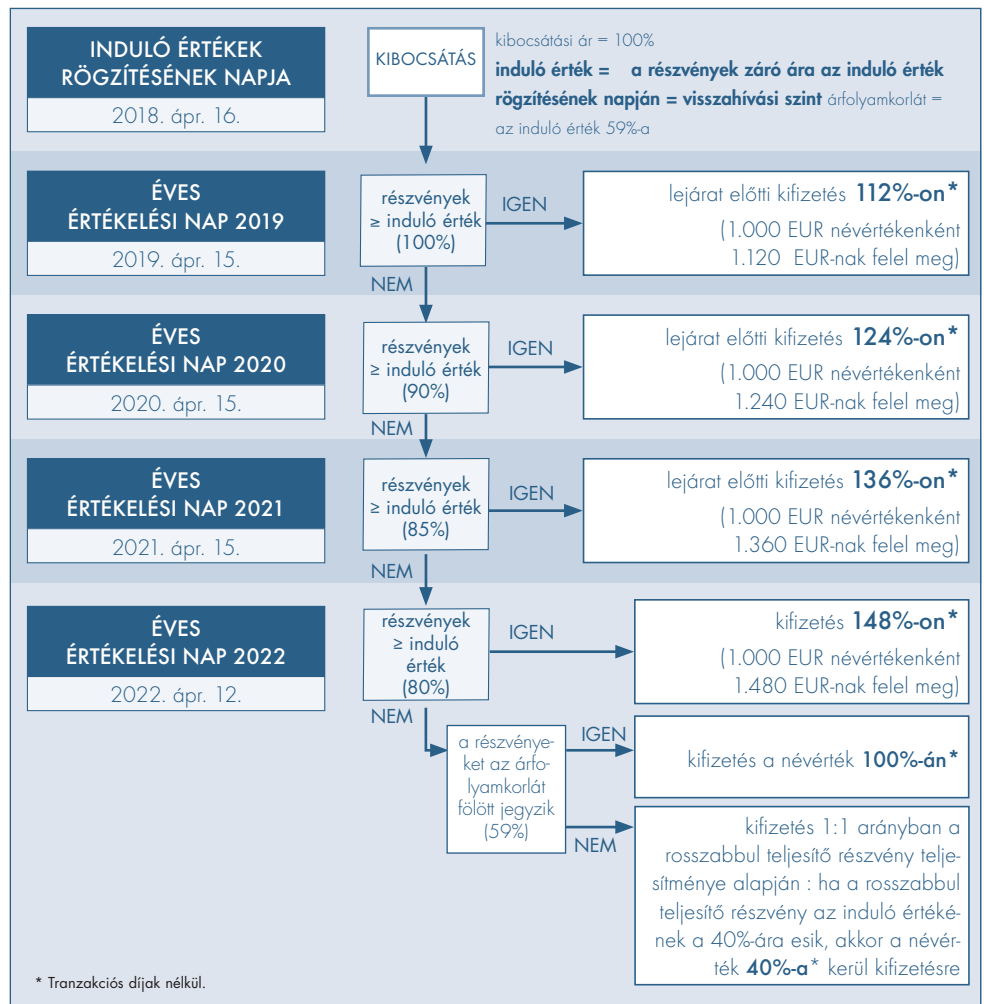 INDULÓ ÉRTÉKEK
RÖGZÍTÉSÉNEK NAPJA
2018. ápr. 16.
KIBOCSÁTÁS
kibocsátási ár = 100%
induló érték = a részvények záró ára az induló érték
rögzítésének napján = visszahívási szint árfolyamkorlát =
az induló érték 59%-a
ÉVES
ÉRTÉKELÉSI NAP 2019
2019. ápr. 15.
részvények
≥ induló érték
(100%)
IGEN
NEM
lejárat előtti kifizetés 112%-on*
(1.000 EUR névértékenként
1.120 EUR-nak felel meg)
ÉVES
ÉRTÉKELÉSI NAP 2020
2020. ápr. 15.
részvények
≥ induló érték
(90%)
IGEN
NEM
lejárat előtti kifizetés 124%-on*
(1.000 EUR névértékenként
1.240 EUR-nak felel meg)
ÉVES
ÉRTÉKELÉSI NAP 2021
2021. ápr. 15.
részvények
≥ induló érték
(85%)
IGEN
NEM
lejárat előtti kifizetés 136%-on*
(1.000 EUR névértékenként
1.360 EUR-nak felel meg)
ÉVES
ÉRTÉKELÉSI NAP 2022
2022. ápr. 12.
részvények
≥ induló
érték
(80%)
IGEN
NEM
kifizetés 148%-on*
(1.000 EUR névértékenként
1.480 EUR-nak felel meg)
a részvénye-
ket az árfo-
lyamkorlát
fölött jegyzik
(59%)
IGEN
NEM
kifizetés a névérték 100%-án*
kifizetés 1:1 arányban a
rosszabbul teljesítő részvény telje-
sítménye alapján : ha a rosszabbul
teljesítő részvény az induló értéké-
nek a 40%-ára esik, akkor a névér-
ték 40%-a* kerül kifizetésre
* Tranzakciós díjak nélkül.